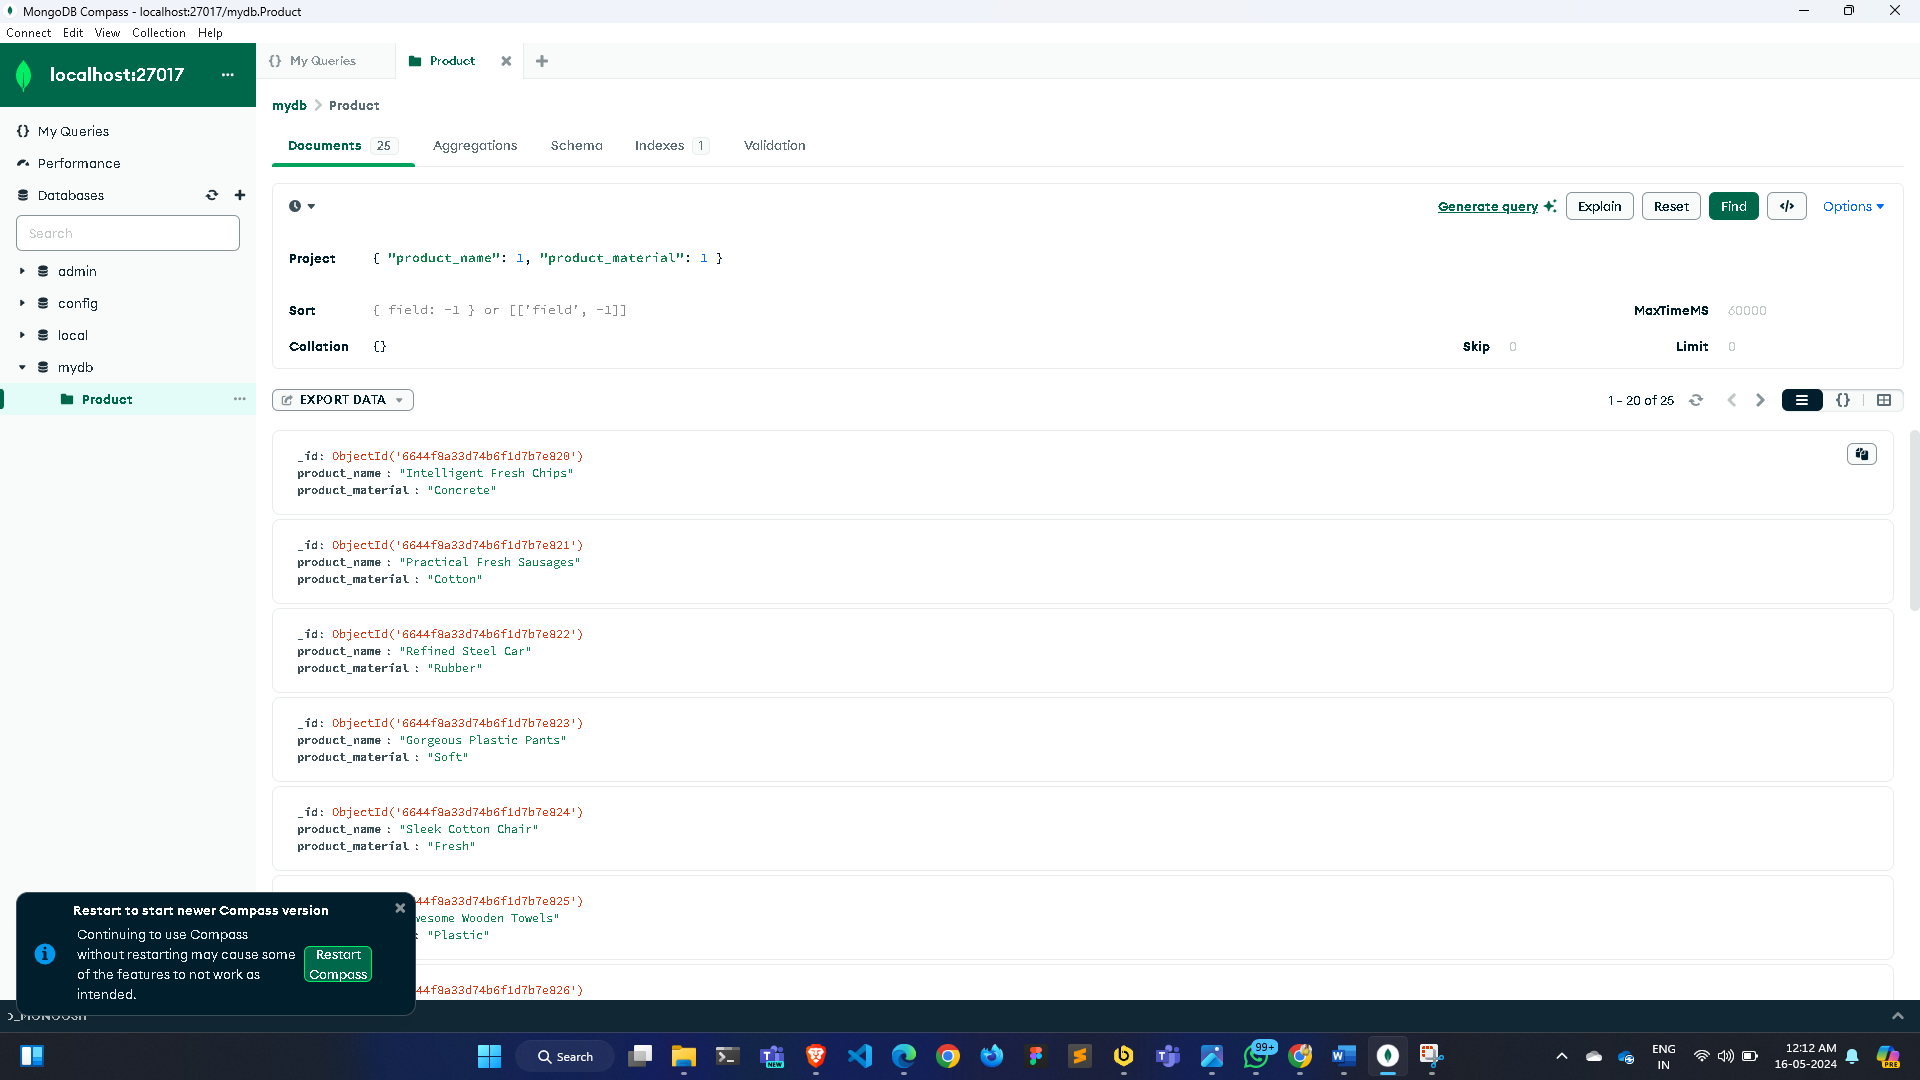 MongoDB Compass - localhost:27017/mydb.Product
Connect Edit View Collection Help
localhost:27017
{} My Queries
Product
mydb > Product
{} My Queries
Performance
Databases
Search
admin
config
local
mydb
Product
Documents 25 Aggregations Schema Indexes 1 Validation
Generate query Explain Reset Find </> Options
Project { "product_name": 1, "product_material": 1 }
Sort { field: -1 } or [['field', -1]]
MaxTimeMS 60000
Collation {}
Skip 0 Limit 0
EXPORT DATA
1 - 20 of 25
{}
_id: ObjectId('6644f8a33d74b6f1d7b7e820')
product_name : "Intelligent Fresh Chips"
product_material : "Concrete"
_id: ObjectId('6644f8a33d74b6f1d7b7e821')
product_name : "Practical Fresh Sausages"
product_material : "Cotton"
_id: ObjectId('6644f8a33d74b6f1d7b7e822')
product_name : "Refined Steel Car"
product_material : "Rubber"
_id: ObjectId('6644f8a33d74b6f1d7b7e823')
product_name : "Gorgeous Plastic Pants"
product_material : "Soft"
_id: ObjectId('6644f8a33d74b6f1d7b7e824')
product_name : "Sleek Cotton Chair"
product_material : "Fresh"
44f8a33d74b6f1d7b7e825')
wesome Wooden Towels"
: "Plastic"
44f8a33d74b6f1d7b7e826')
Restart to start newer Compass version
Continuing to use Compass
without restarting may cause some
of the features to not work as
intended.
Restart
Compass
>_MONGOSH
Search
NEW
99+
ENG
IN
12:12 AM
16-05-2024
PRE